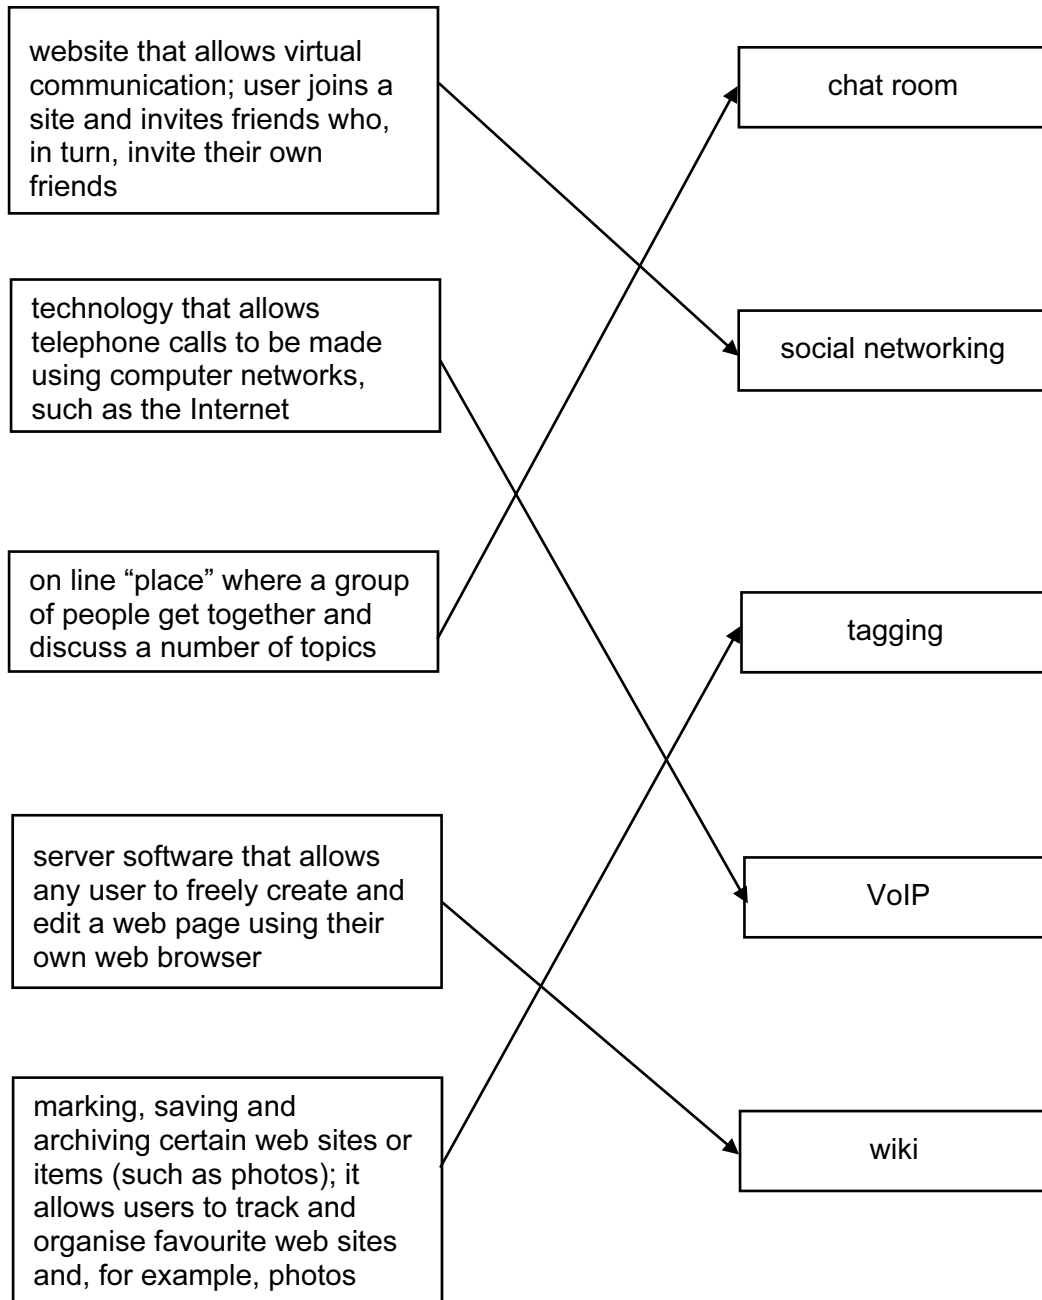 website that allows virtual
communication; user joins a
site and invites friends who,
in turn, invite their own
friends
chat room
technology that allows
telephone calls to be made
using computer networks,
such as the Internet
social networking
on line “place” where a group
of people get together and
discuss a number of topics
tagging
server software that allows
any user to freely create and
edit a web page using their
own web browser
VoIP
marking, saving and
archiving certain web sites or
items (such as photos); it
allows users to track and
organise favourite web sites
and, for example, photos
wiki